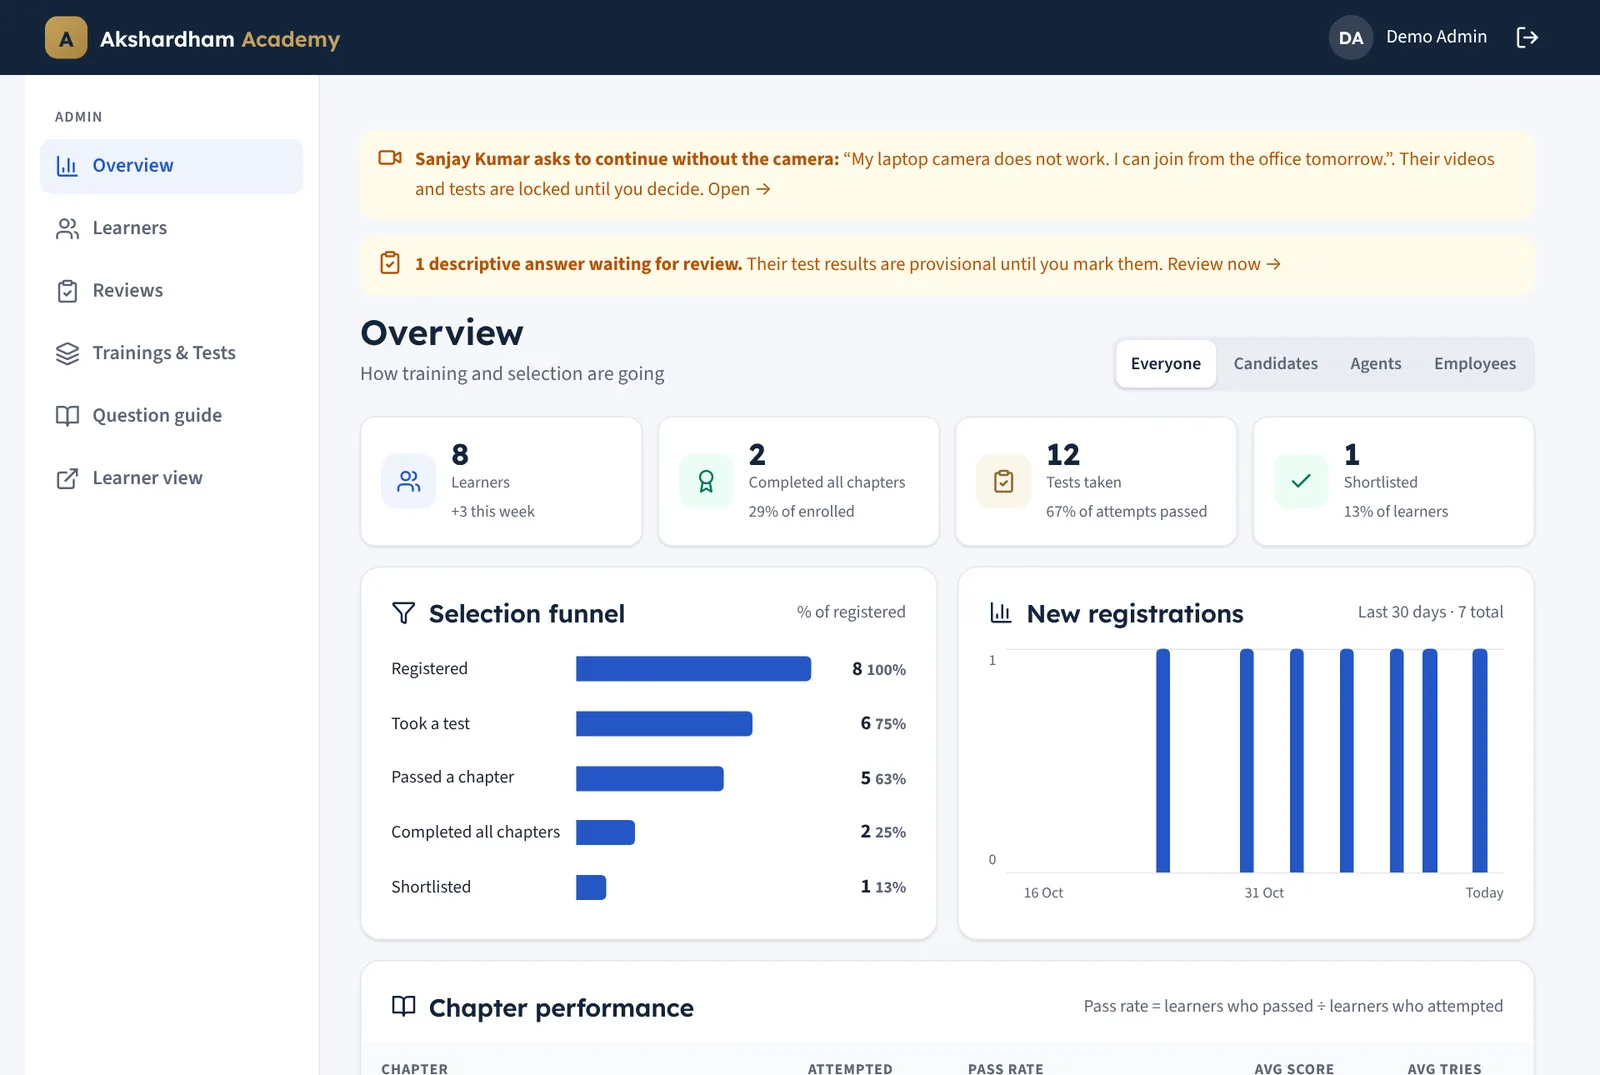 A
Akshardham Academy
DA
Demo Admin
ADMIN
Overview
Learners
Reviews
Trainings & Tests
Question guide
Learner view
Sanjay Kumar asks to continue without the camera: “My laptop camera does not work. I can join from the office tomorrow.”. Their videos
and tests are locked until you decide. Open →
1 descriptive answer waiting for review. Their test results are provisional until you mark them. Review now →
Overview
How training and selection are going
Everyone
Candidates
Agents
Employees
8
Learners
+3 this week
2
Completed all chapters
29% of enrolled
12
Tests taken
67% of attempts passed
1
Shortlisted
13% of learners
Selection funnel
% of registered
Registered
8 100%
Took a test
6 75%
Passed a chapter
5 63%
Completed all chapters
2 25%
Shortlisted
1 13%
New registrations
Last 30 days · 7 total
1
0
16 Oct
31 Oct
Today
Chapter performance
Pass rate = learners who passed ÷ learners who attempted
CHAPTER
ATTEMPTED
PASS RATE
AVG SCORE
AVG TRIES